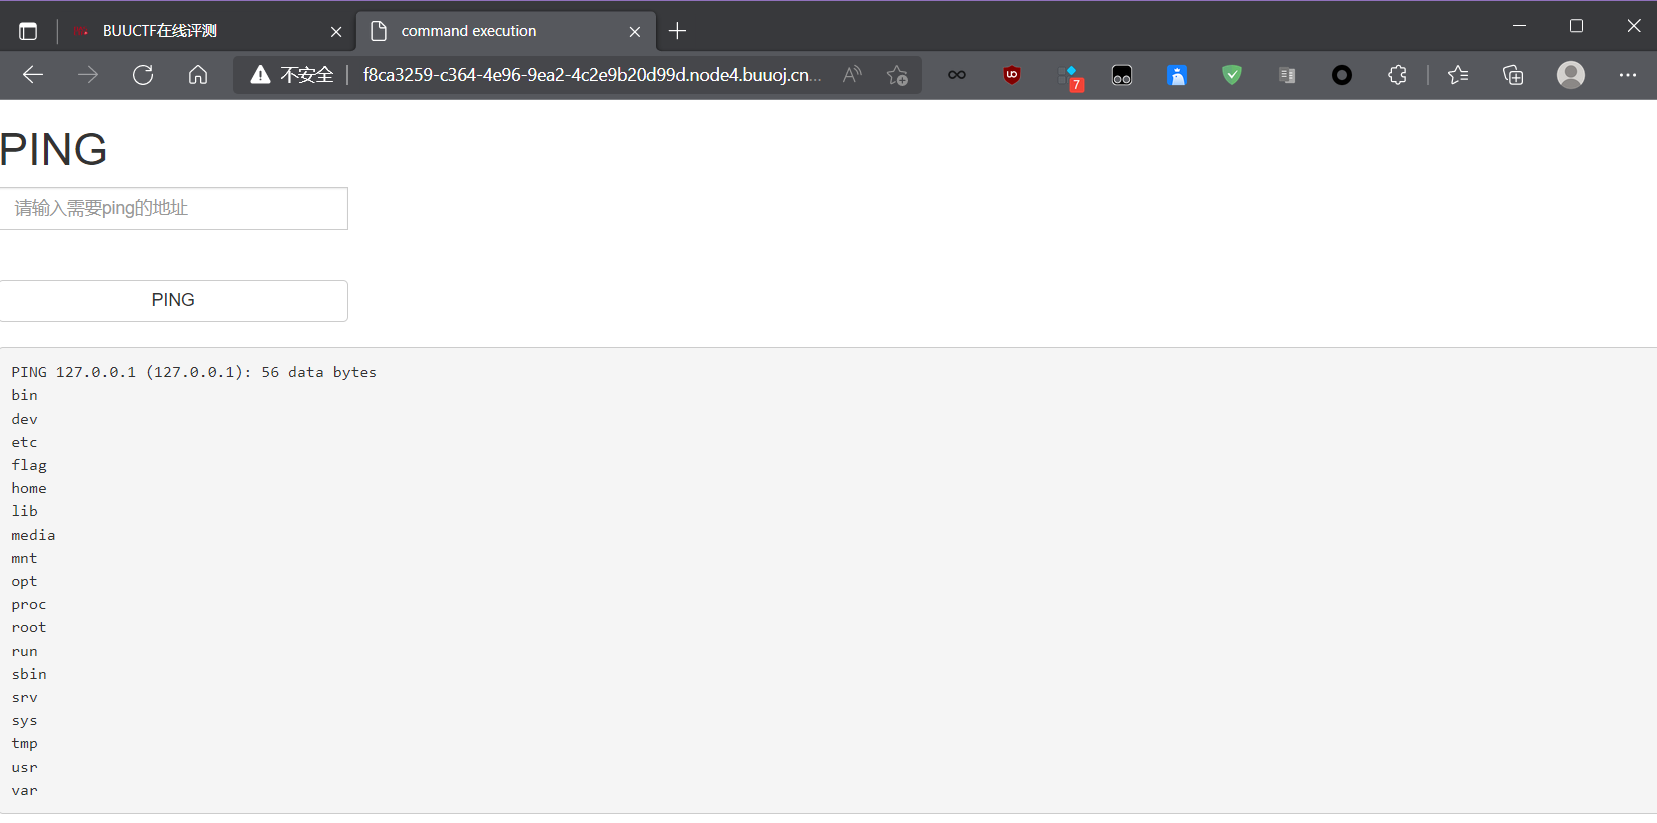 BUUCTF在线评测
command execution
不安全
f8ca3259-c364-4e96-9ea2-4c2e9b20d99d.node4.buuoj.cn...
7
PING
请输入需要ping的地址
PING
PING 127.0.0.1 (127.0.0.1): 56 data bytes
bin
dev
etc
flag
home
lib
media
mnt
opt
proc
root
run
sbin
srv
sys
tmp
usr
var